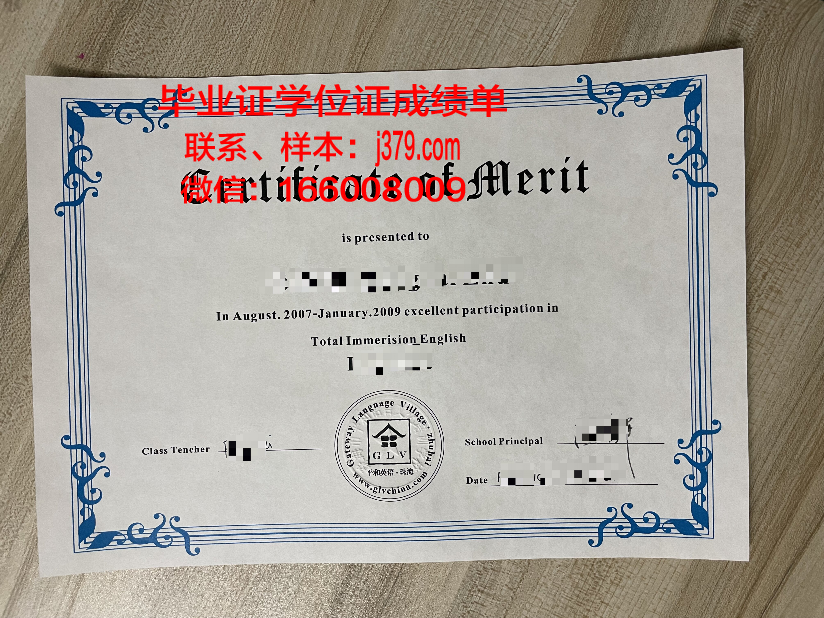 毕业证学位证成绩单
联系、样本：j379.com
微信：166008009
Certificate of Merit
is presented to
In August. 2007-January.2009 excellent participation in
Total Immerision English
Class Tencher
School Principal
Date
Gateway Language Village · zhuhai
GLV
www.glvchina.com